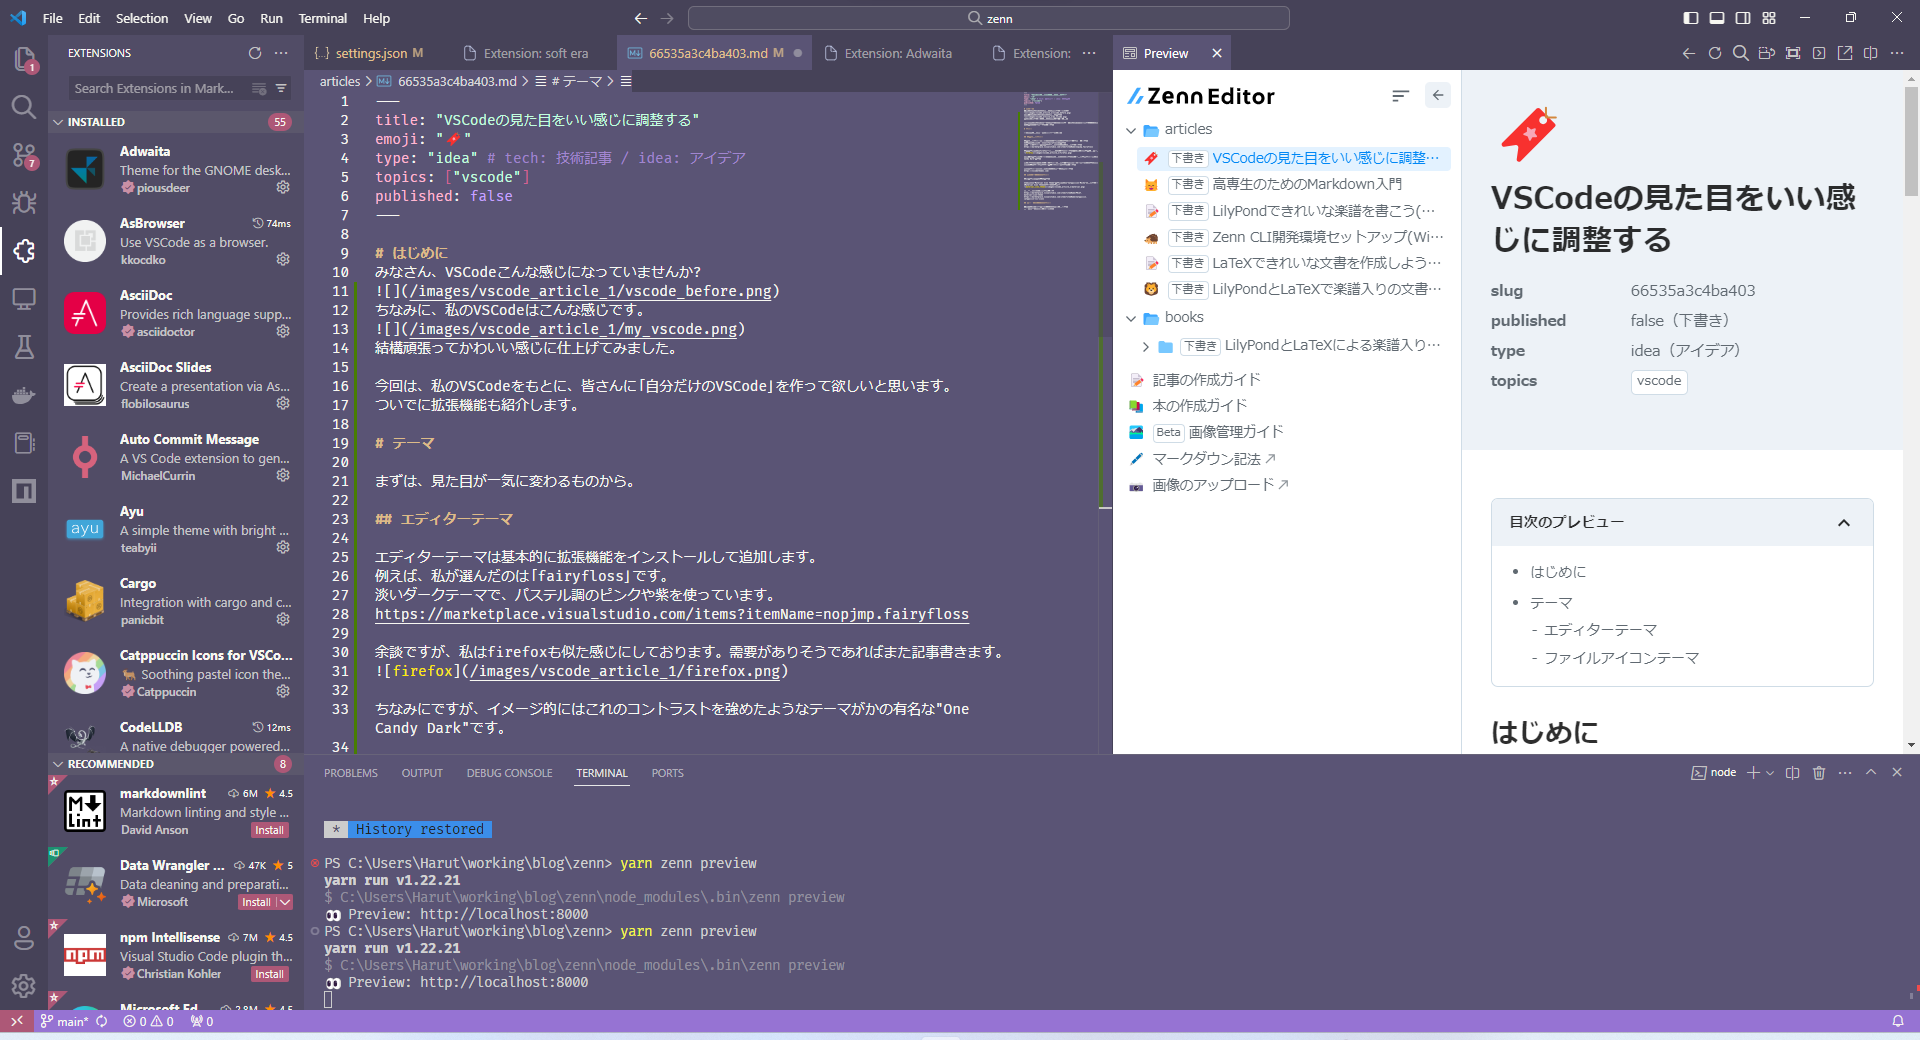 File Edit Selection View Go Run Terminal Help
zenn
EXTENSIONS
Search Extensions in Mark...
INSTALLED 55
Adwaita
Theme for the GNOME desk...
piousdeer
AsBrowser 74ms
Use VSCode as a browser.
kkocdko
AsciiDoc
Provides rich language supp...
asciidoctor
AsciiDoc Slides
Create a presentation via As...
flobilosaurus
Auto Commit Message
A VS Code extension to gen...
MichaelCurrin
ayu
Ayu
A simple theme with bright ...
teabyii
Cargo
Integration with cargo and c...
panicbit
Catppuccin Icons for VSCo...
Soothing pastel icon the...
Catppuccin
CodeLLDB 12ms
A native debugger powered...
RECOMMENDED 8
markdownlint 6M 4.5
Markdown linting and style ...
David Anson Install
Data Wrangler ... 47K 5
Data cleaning and preparati...
Microsoft Install
npm Intellisense 7M 4.5
Visual Studio Code plugin th...
Christian Kohler Install
1
7
settings.json M
Extension: soft era
66535a3c4ba403.md M
Extension: Adwaita
Extension: ...
articles > 66535a3c4ba403.md > # テーマ >
1 ---
2 title: "VSCodeの見た目をいい感じに調整する"
3 emoji: "🔖"
4 type: "idea" # tech: 技術記事 / idea: アイデア
5 topics: ["vscode"]
6 published: false
7 ---
8
9 # はじめに
10 みなさん、VSCodeこんな感じになっていませんか?
11 ![](/images/vscode_article_1/vscode_before.png)
12 ちなみに、私のVSCodeはこんな感じです。
13 ![](/images/vscode_article_1/my_vscode.png)
14 結構頑張ってかわいい感じに仕上げてみました。
15
16 今回は、私のVSCodeをもとに、皆さんに「自分だけのVSCode」を作って欲しいと思います。
17 ついでに拡張機能も紹介します。
18
19 # テーマ
20
21 まずは、見た目が一気に変わるものから。
22
23 ## エディターテーマ
24
25 エディターテーマは基本的に拡張機能をインストールして追加します。
26 例えば、私が選んだのは「fairyfloss」です。
27 淡いダークテーマで、パステル調のピンクや紫を使っています。
28 https://marketplace.visualstudio.com/items?itemName=nopjmp.fairyfloss
29
30 余談ですが、私はfirefoxも似た感じにしております。需要がありそうであればまた記事書きます。
31 ![firefox](/images/vscode_article_1/firefox.png)
32
33 ちなみにですが、イメージ的にはこれのコントラストを強めたようなテーマがかの有名な"One
Candy Dark"です。
34
Preview
Zenn Editor
articles
下書き VSCodeの見た目をいい感じに調整…
下書き 高専生のためのMarkdown入門
下書き LilyPondできれいな楽譜を書こう(…
下書き Zenn CLI開発環境セットアップ(Wi…
下書き LaTeXできれいな文書を作成しよう…
下書き LilyPondとLaTeXで楽譜入りの文書…
books
下書き LilyPondとLaTeXによる楽譜入り…
記事の作成ガイド
本の作成ガイド
Beta 画像管理ガイド
マークダウン記法
画像のアップロード
VSCodeの見た目をいい感
じに調整する
slug 66535a3c4ba403
published false（下書き）
type idea（アイデア）
topics vscode
目次のプレビュー
• はじめに
• テーマ
- エディターテーマ
- ファイルアイコンテーマ
はじめに
PROBLEMS OUTPUT DEBUG CONSOLE TERMINAL PORTS
node
* History restored
PS C:\Users\Harut\working\blog\zenn> yarn zenn preview
yarn run v1.22.21
$ C:\Users\Harut\working\blog\zenn\node_modules\.bin\zenn preview
👀 Preview: http://localhost:8000
PS C:\Users\Harut\working\blog\zenn> yarn zenn preview
yarn run v1.22.21
$ C:\Users\Harut\working\blog\zenn\node_modules\.bin\zenn preview
👀 Preview: http://localhost:8000
main* 0 0 0